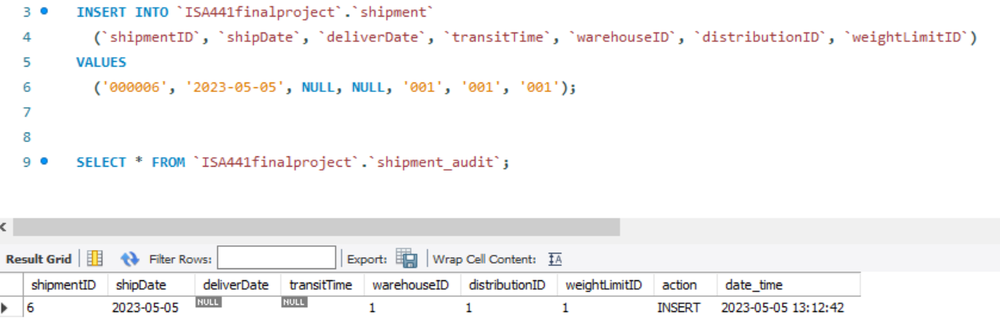 3 INSERT INTO `ISA441finalproject`.`shipment`
4 (`shipmentID`, `shipDate`, `deliverDate`, `transitTime`, `warehouseID`, `distributionID`, `weightLimitID`)
5 VALUES
6 ('000006', '2023-05-05', NULL, NULL, '001', '001', '001');
7
8
9 SELECT * FROM `ISA441finalproject`.`shipment_audit`;
Result Grid Filter Rows: Export: Wrap Cell Content: IA
shipmentID shipDate deliverDate transitTime warehouseID distributionID weightLimitID action date_time
6 2023-05-05 NULL NULL 1 1 1 INSERT 2023-05-05 13:12:42